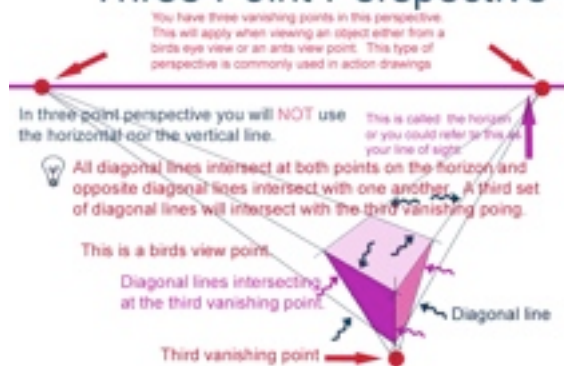 Three Point Perspective
You have three vanishing points in this perspective.
This will apply when viewing an object either from a
birds eye view or an ants view point. This type of
perspective is commonly used in action drawings
In three point perspective you will NOT use
the horizontal nor the vertical line.
This is called the horizon
or you could refer to this as
your line of sight.
All diagonal lines intersect at both points on the horizon and
opposite diagonal lines intersect with one another. A third set
of diagonal lines will intersect with the third vanishing poing.
This is a birds view point.
Diagonal lines intersecting
at the third vanishing point.
Diagonal line
Third vanishing point